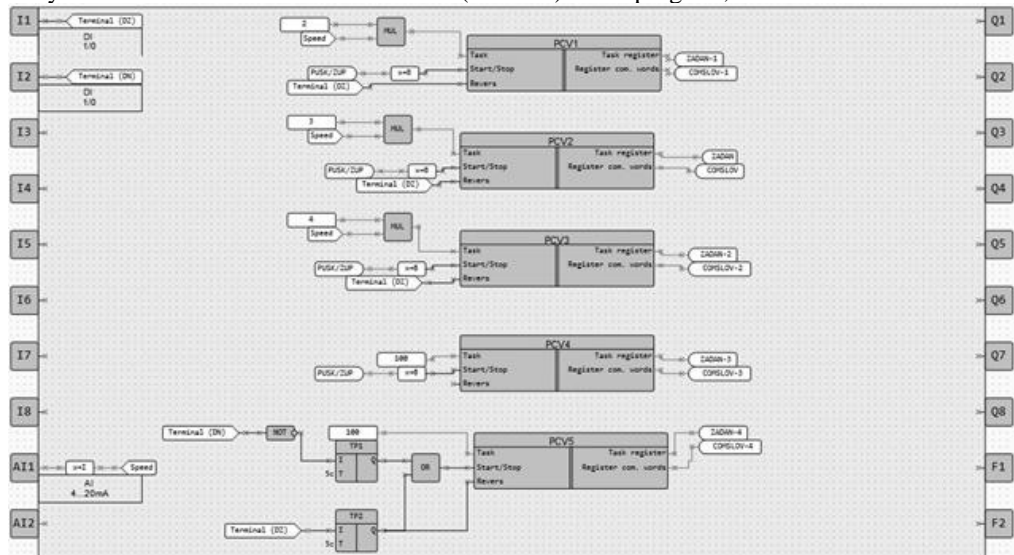 I1
Terminal (DI)
DI
1/0
I2
Terminal (DN)
DI
1/0
I3
I4
I5
I6
I7
I8
AI1
x=I
Speed
AI
4...20mA
AI2
2
Speed
MUL
PUSK/ZUP
x=B
Terminal (DI)
PCV1
Task
Start/Stop
Revers
Task register
Register com. words
ZADAN-1
COMSLOV-1
3
Speed
MUL
PUSK/ZUP
x=B
Terminal (DI)
PCV2
Task
Start/Stop
Revers
Task register
Register com. words
ZADAN
COMSLOV
4
Speed
MUL
PUSK/ZUP
x=B
Terminal (DI)
PCV3
Task
Start/Stop
Revers
Task register
Register com. words
ZADAN-2
COMSLOV-2
100
PUSK/ZUP
x=B
PCV4
Task
Start/Stop
Revers
Task register
Register com. words
ZADAN-3
COMSLOV-3
Terminal (DN)
NOT
100
TP1
I
Q
5c
T
OR
Terminal (DI)
TP2
I
Q
5c
T
PCV5
Task
Start/Stop
Revers
Task register
Register com. words
ZADAN-4
COMSLOV-4
Q1
Q2
Q3
Q4
Q5
Q6
Q7
Q8
F1
F2